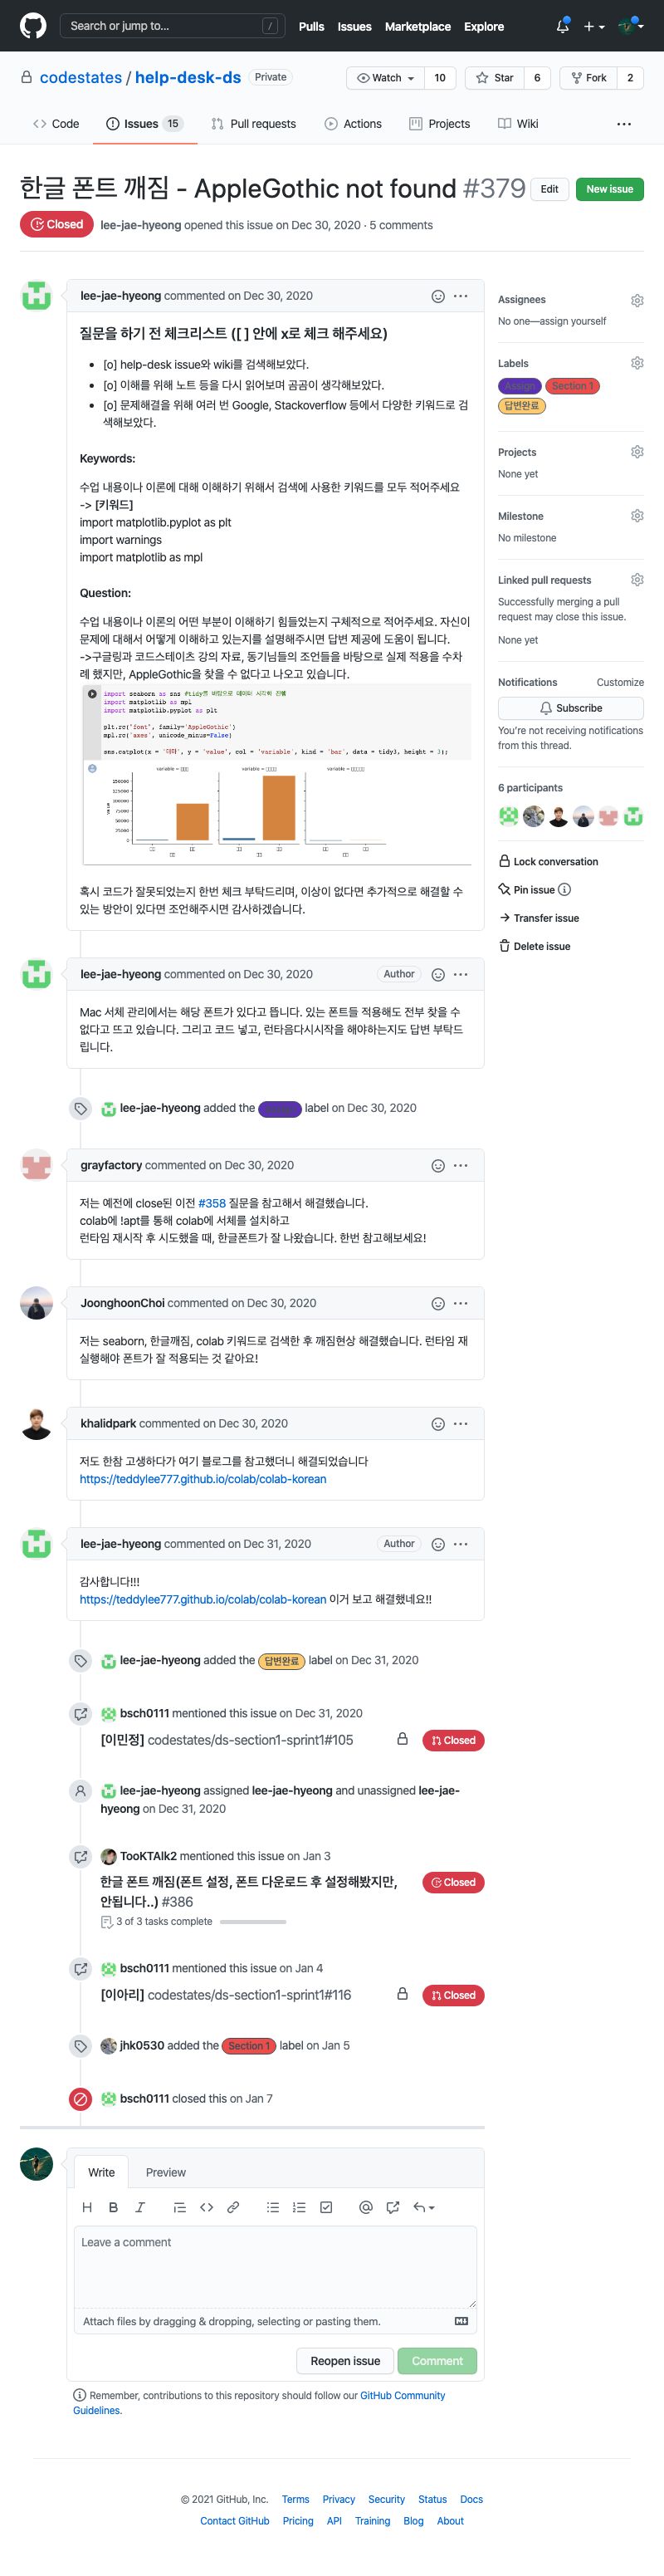 Search or jump to...
/
Pulls Issues Marketplace Explore
codestates / help-desk-ds Private
Watch 10
Star 6
Fork 2
Code
Issues 15
Pull requests
Actions
Projects
Wiki
한글 폰트 깨짐 - AppleGothic not found #379
Edit
New issue
Closed
lee-jae-hyeong opened this issue on Dec 30, 2020 · 5 comments
lee-jae-hyeong commented on Dec 30, 2020
질문을 하기 전 체크리스트 ([ ] 안에 x로 체크 해주세요)
[o] help-desk issue와 wiki를 검색해보았다.
[o] 이해를 위해 노트 등을 다시 읽어보며 곰곰이 생각해보았다.
[o] 문제해결을 위해 여러 번 Google, Stackoverflow 등에서 다양한 키워드로 검
색해보았다.
Keywords:
수업 내용이나 이론에 대해 이해하기 위해서 검색에 사용한 키워드를 모두 적어주세요
-> [키워드]
import matplotlib.pyplot as plt
import warnings
import matplotlib as mpl
Question:
수업 내용이나 이론의 어떤 부분이 이해하기 힘들었는지 구체적으로 적어주세요. 자신이
문제에 대해서 어떻게 이해하고 있는지를 설명해주시면 답변 제공에 도움이 됩니다.
->구글링과 코드스테이츠 강의 자료, 동기님들의 조언들을 바탕으로 실제 적용을 수차
례 했지만, AppleGothic을 찾을 수 없다고 나오고 있습니다.
import seaborn as sns #tidy를 바탕으로 데이터 시각화 진행
import matplotlib as mpl
import matplotlib.pyplot as plt
plt.rc('font', family='AppleGothic')
mpl.rc('axes', unicode_minus=False)
sns.catplot(x = '테마', y = 'value', col = 'variable', kind = 'bar', data = tidy3, height = 3);
150000
125000
100000
75000
50000
25000
0
혹시 코드가 잘못되었는지 한번 체크 부탁드리며, 이상이 없다면 추가적으로 해결할 수
있는 방안이 있다면 조언해주시면 감사하겠습니다.
lee-jae-hyeong commented on Dec 30, 2020 Author
Mac 서체 관리에서는 해당 폰트가 있다고 뜹니다. 있는 폰트들 적용해도 전부 찾을 수
없다고 뜨고 있습니다. 그리고 코드 넣고, 런타음다시시작을 해야하는지도 답변 부탁드
립니다.
lee-jae-hyeong added the label on Dec 30, 2020
grayfactory commented on Dec 30, 2020
저는 예전에 close된 이전 #358 질문을 참고해서 해결했습니다.
colab에 !apt를 통해 colab에 서체를 설치하고
런타임 재시작 후 시도했을 때, 한글폰트가 잘 나왔습니다. 한번 참고해보세요!
JoonghoonChoi commented on Dec 30, 2020
저는 seaborn, 한글깨짐, colab 키워드로 검색한 후 깨짐현상 해결했습니다. 런타임 재
실행해야 폰트가 잘 적용되는 것 같아요!
khalidpark commented on Dec 30, 2020
저도 한참 고생하다가 여기 블로그를 참고했더니 해결되었습니다
https://teddylee777.github.io/colab/colab-korean
lee-jae-hyeong commented on Dec 31, 2020 Author
감사합니다!!!
https://teddylee777.github.io/colab/colab-korean 이거 보고 해결했네요!!
lee-jae-hyeong added the 답변완료 label on Dec 31, 2020
bsch0111 mentioned this issue on Dec 31, 2020
[이민정] codestates/ds-section1-sprint1#105
Closed
lee-jae-hyeong assigned lee-jae-hyeong and unassigned lee-jae-
hyeong on Dec 31, 2020
TooKTAlk2 mentioned this issue on Jan 3
한글 폰트 깨짐(폰트 설정, 폰트 다운로드 후 설정해봤지만,
안됩니다..) #386
Closed
3 of 3 tasks complete
bsch0111 mentioned this issue on Jan 4
[이아리] codestates/ds-section1-sprint1#116
Closed
jhk0530 added the Section 1 label on Jan 5
bsch0111 closed this on Jan 7
Write
Preview
Leave a comment
Attach files by dragging & dropping, selecting or pasting them.
Reopen issue
Comment
Remember, contributions to this repository should follow our GitHub Community
Guidelines.
Assignees
No one—assign yourself
Labels
Assign
Section 1
답변완료
Projects
None yet
Milestone
No milestone
Linked pull requests
Successfully merging a pull
request may close this issue.
None yet
Notifications
Customize
Subscribe
You're not receiving notifications
from this thread.
6 participants
Lock conversation
Pin issue
Transfer issue
Delete issue
© 2021 GitHub, Inc. Terms Privacy Security Status Docs
Contact GitHub Pricing API Training Blog About